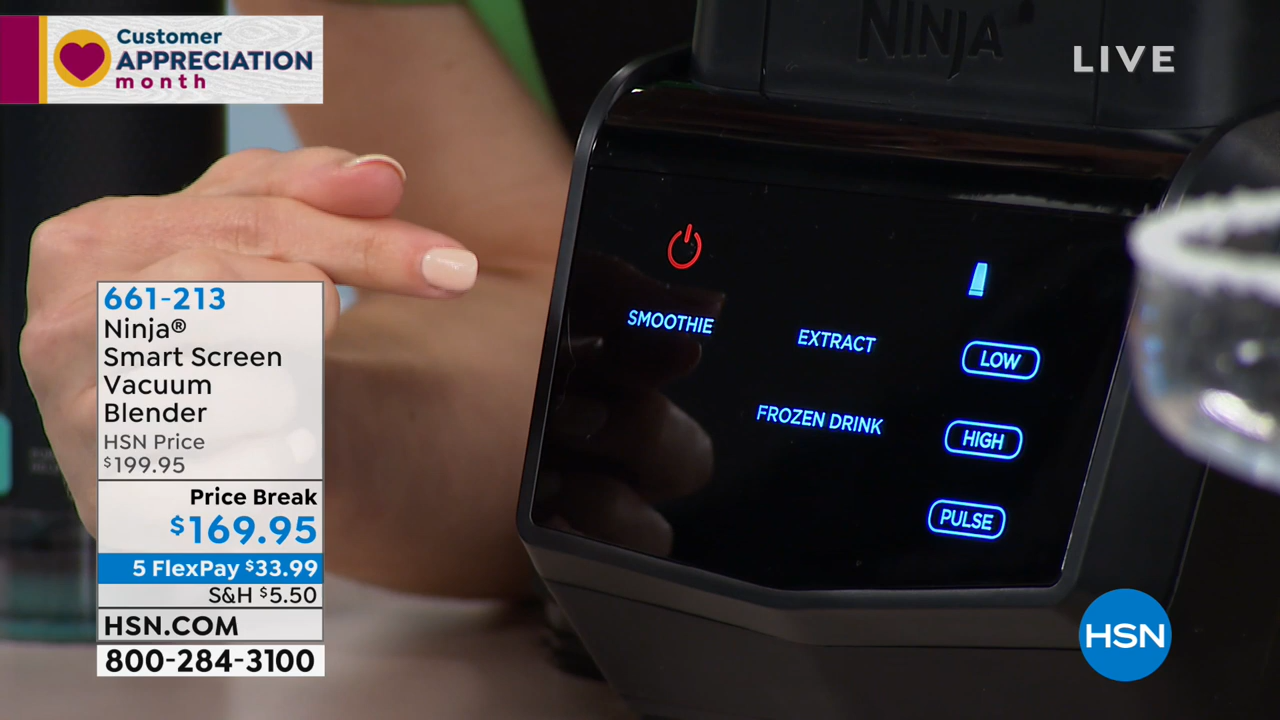 Customer
APPRECIATION
month
LIVE
NINJA
661-213
Ninja®
Smart Screen
Vacuum
Blender
HSN Price
$199.95
Price Break
$169.95
5 FlexPay $33.99
S&H $5.50
HSN.COM
800-284-3100
SMOOTHIE
EXTRACT
LOW
FROZEN DRINK
HIGH
PULSE
HSN